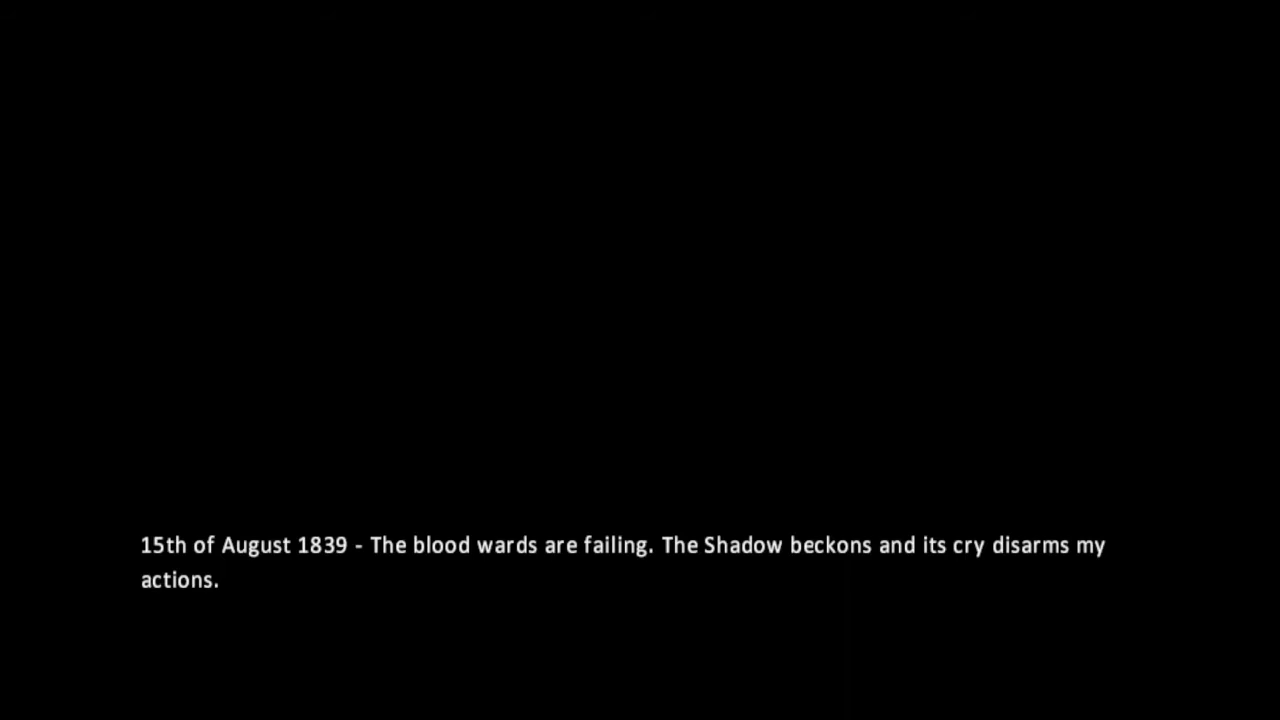 15th of August 1839 - The blood wards are failing. The Shadow beckons and its cry disarms my
actions.